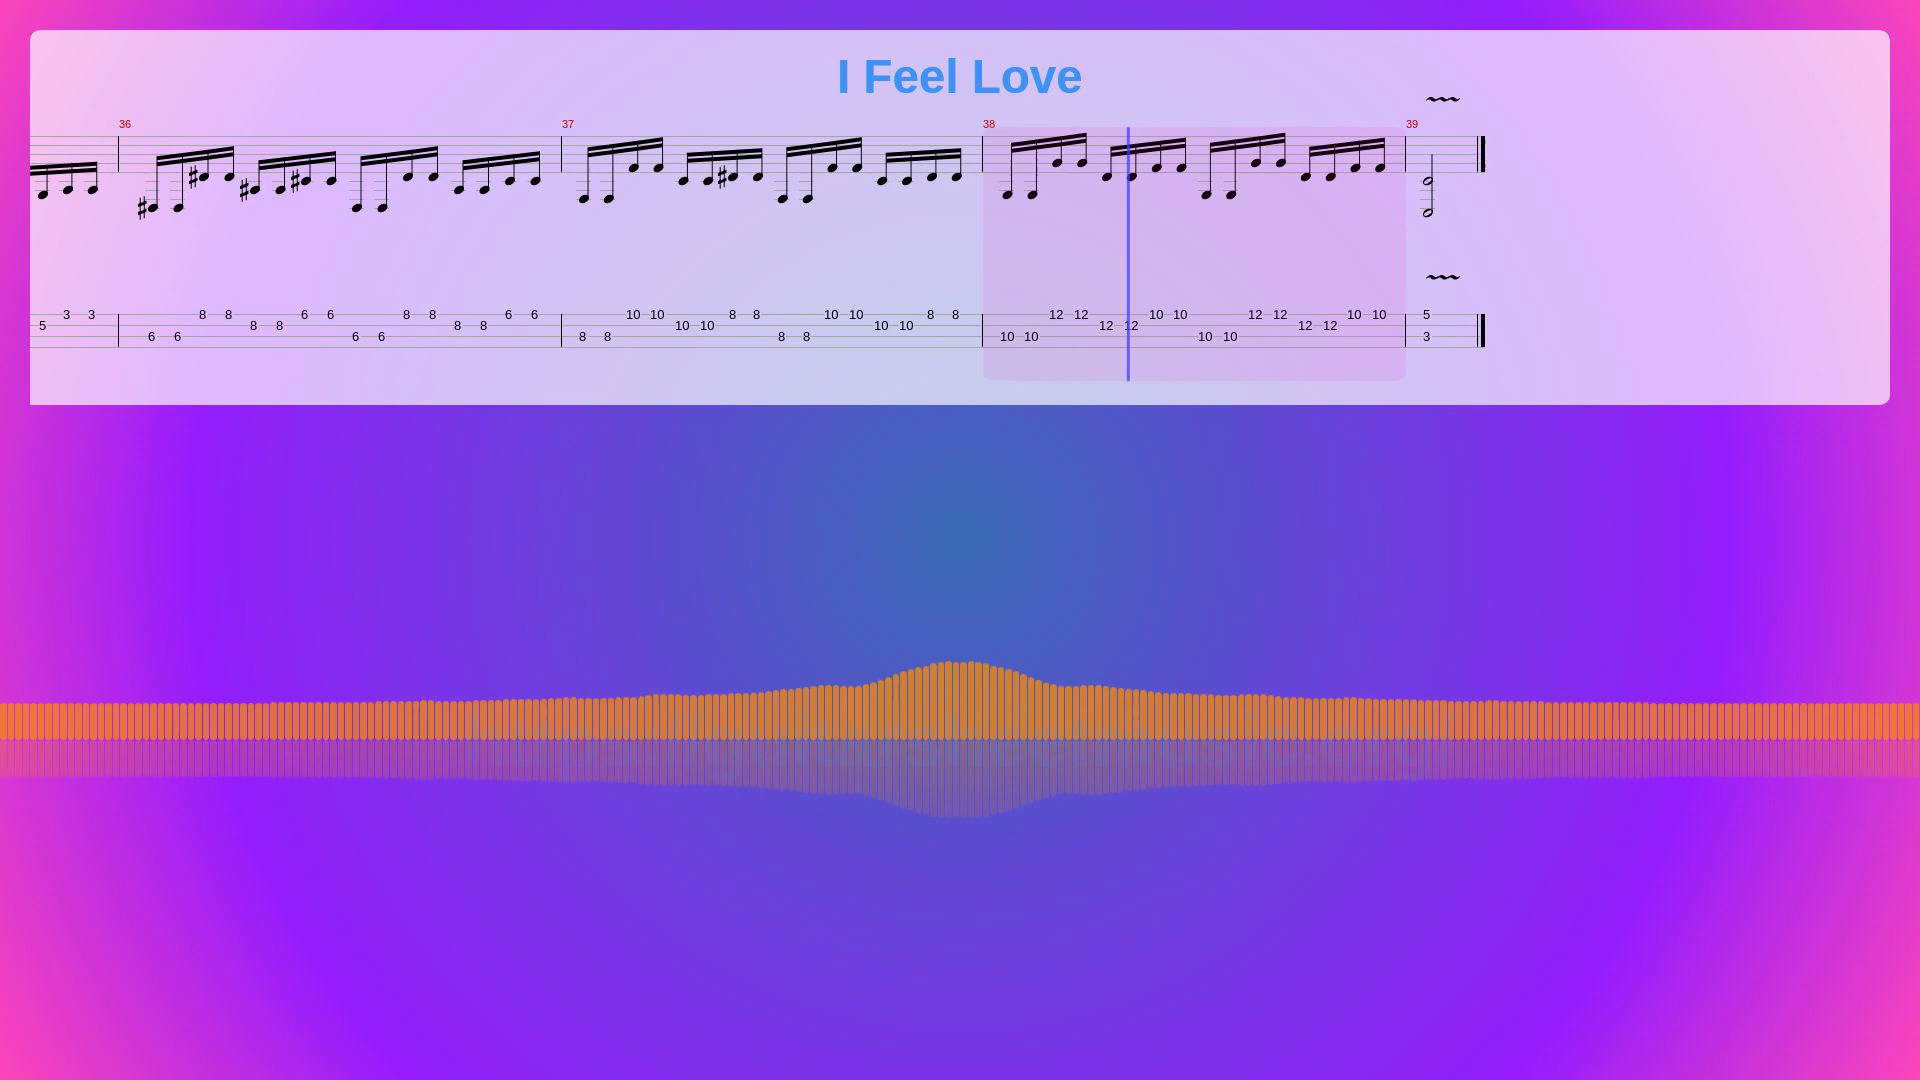 I Feel Love
36 37 38 39
3 3 8 8 6 6 8 8 6 6 10 10 8 8 10 10 8 8 12 12 10 10 12 12 10 10 5
5 8 8 8 8 10 10 10 10 12 12 12 12
6 6 6 6 8 8 8 8 10 10 10 10 3